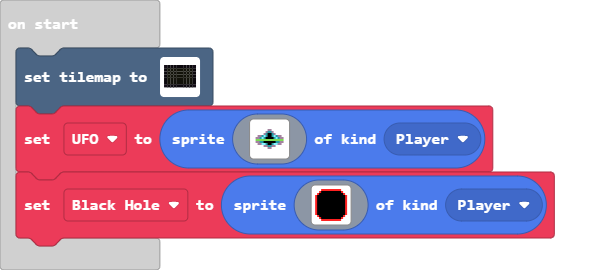 on start
set tilemap to
set UFO to sprite of kind Player
set Black Hole to sprite of kind Player